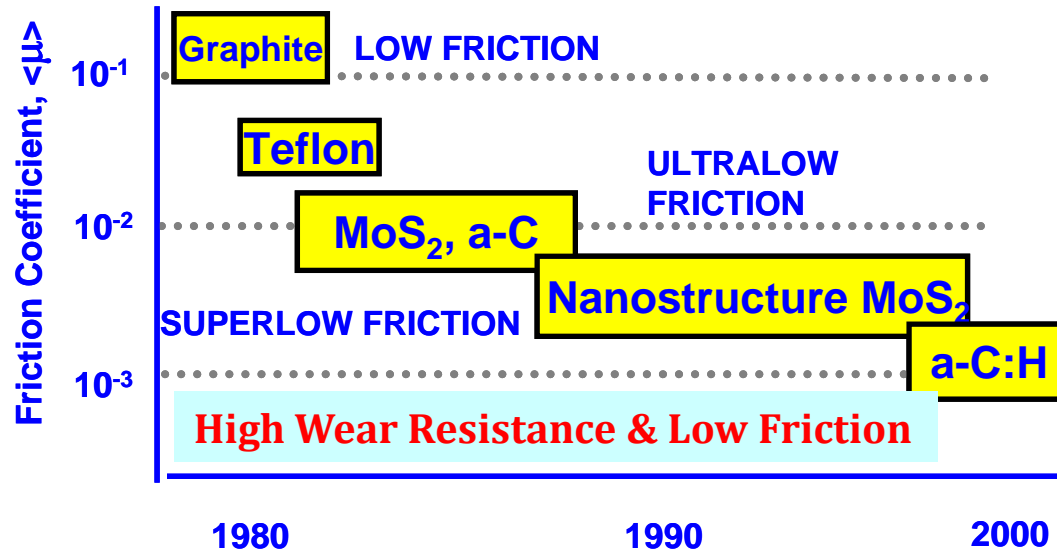 Friction Coefficient, <μ>
Graphite
LOW FRICTION
10⁻¹
Teflon
ULTRALOW
FRICTION
10⁻²
MoS₂, a-C
Nanostructure MoS₂
SUPERLOW FRICTION
a-C:H
10⁻³
High Wear Resistance & Low Friction
1980 1990 2000